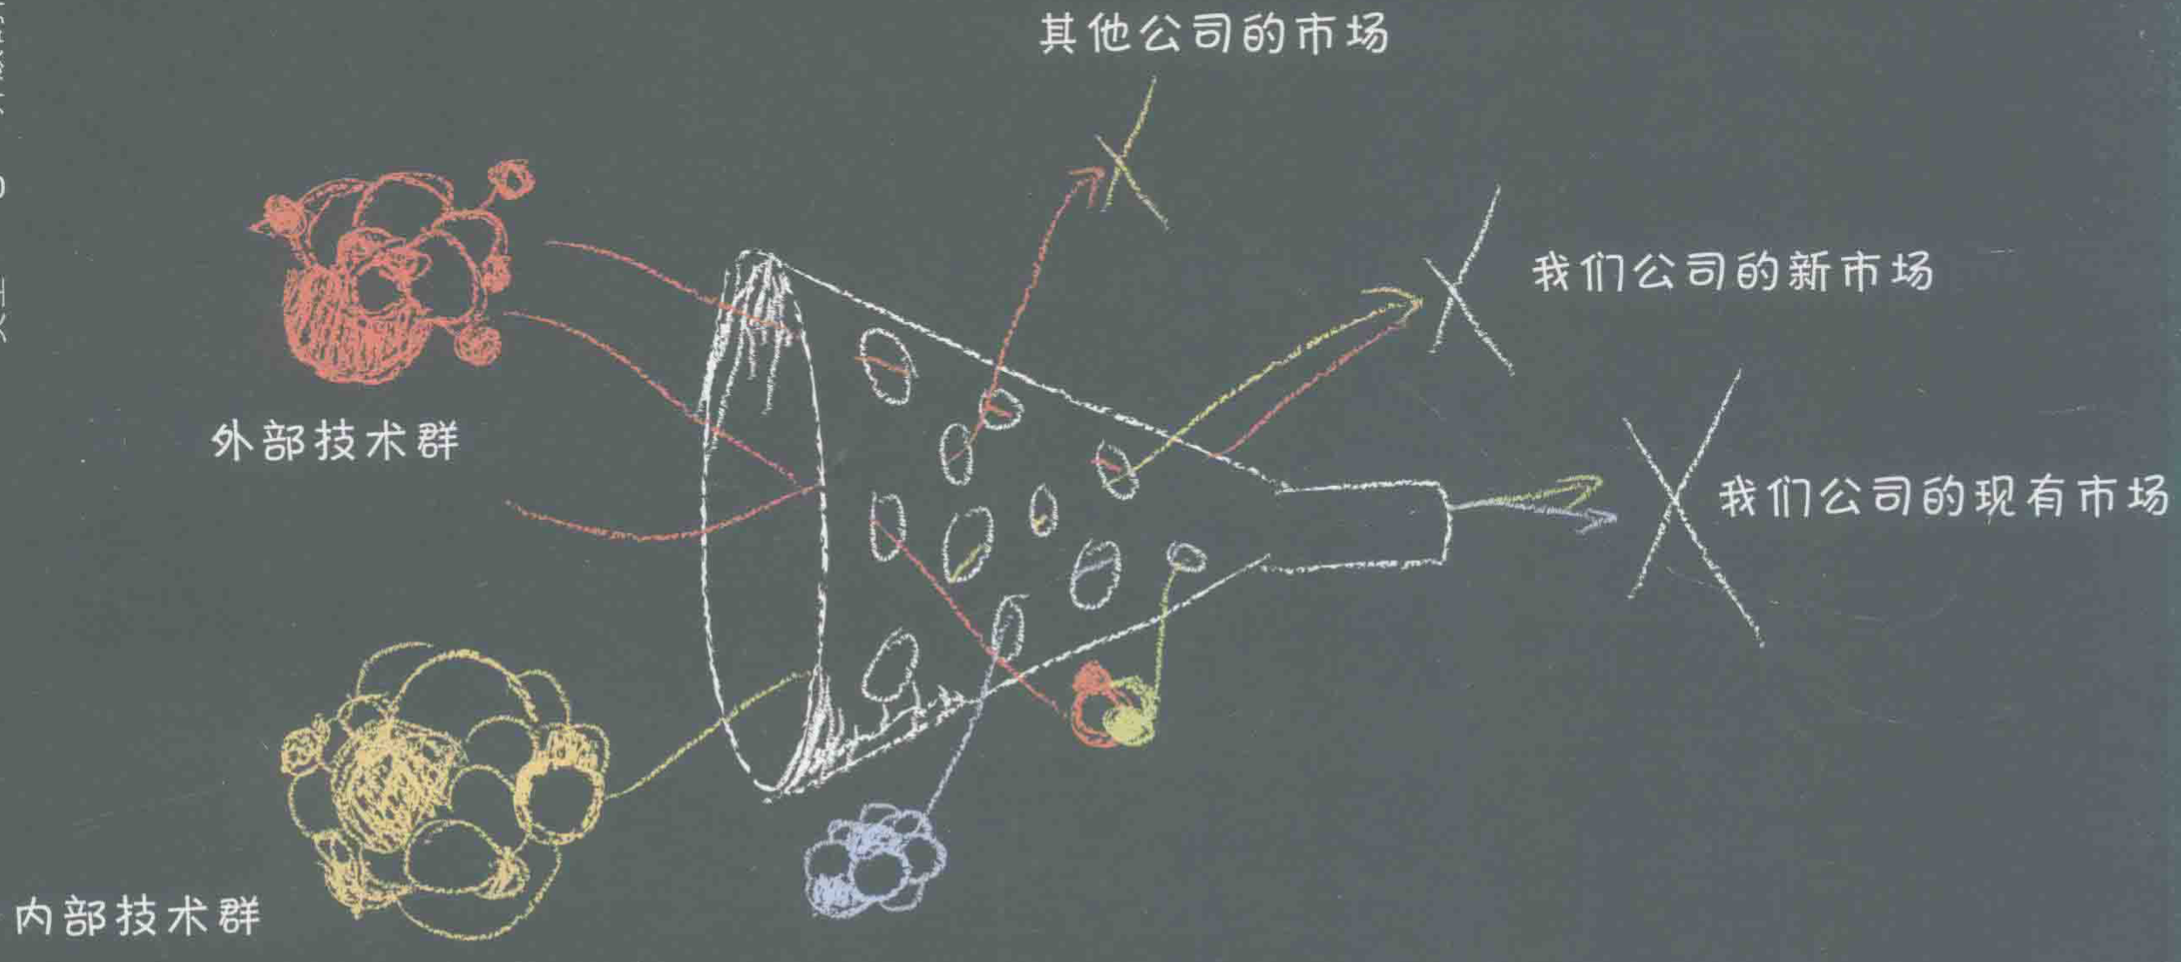 其他公司的市场
我们公司的新市场
外部技术群
我们公司的现有市场
内部技术群